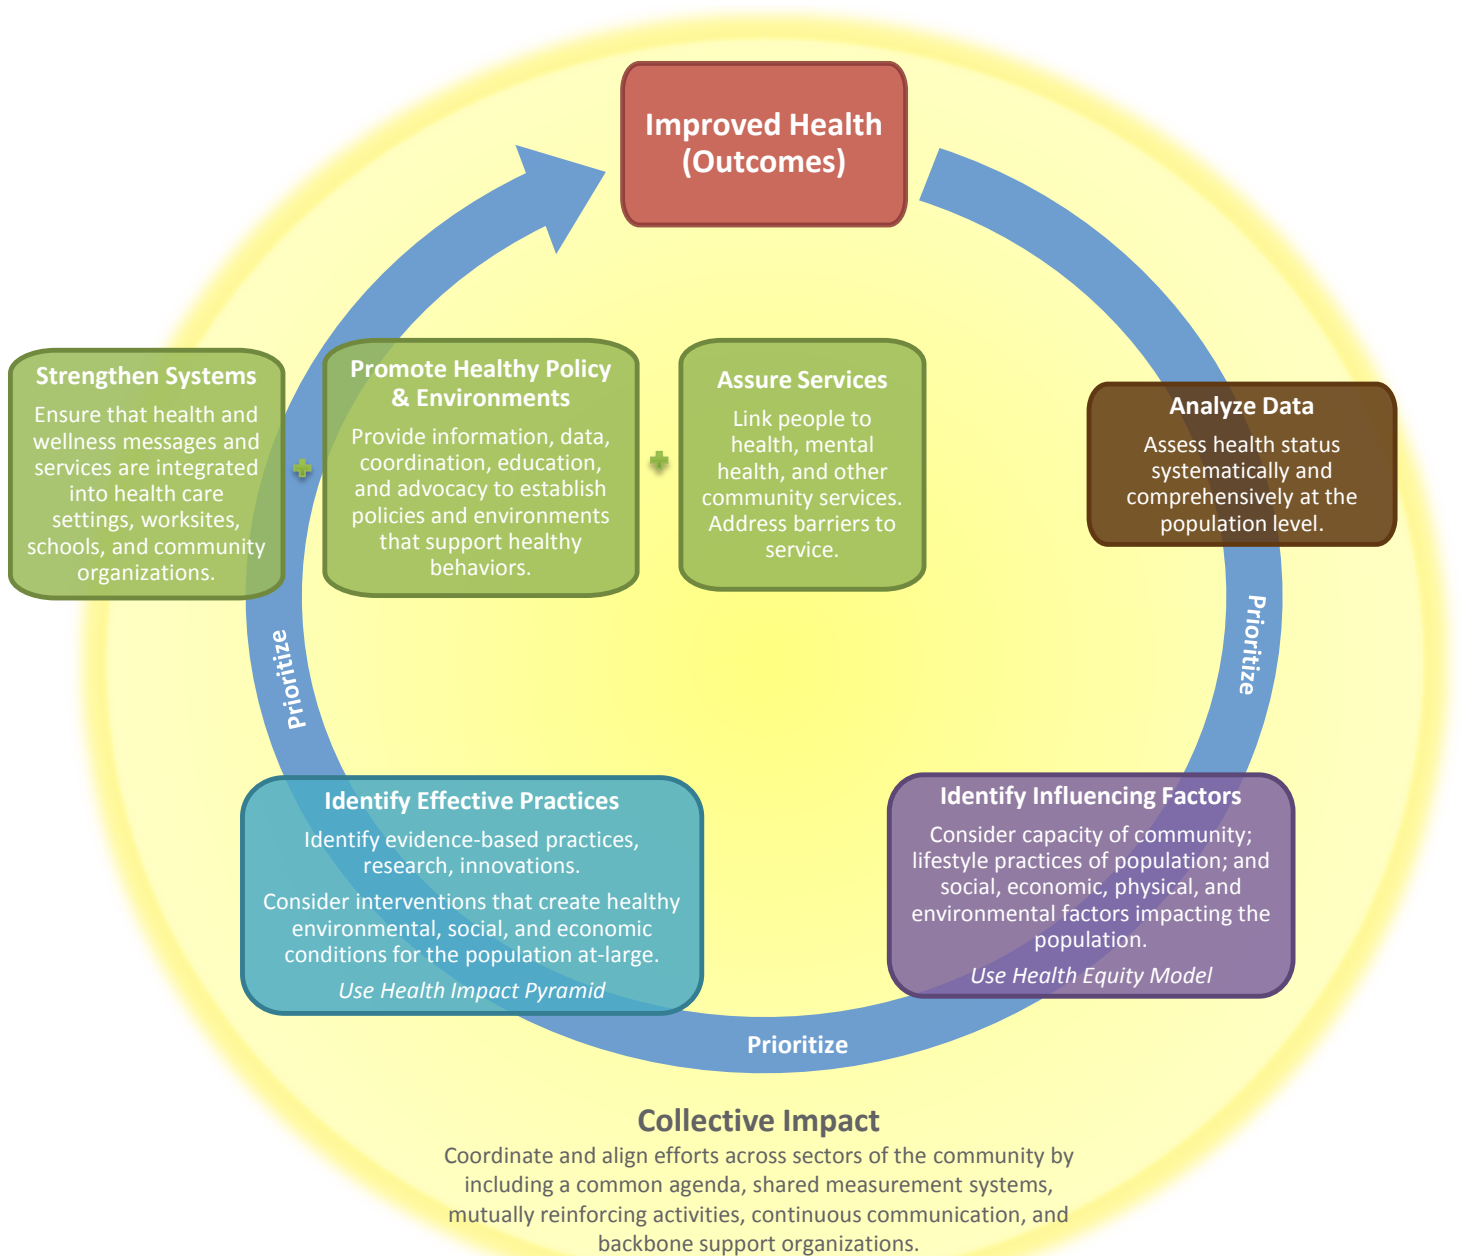 Improved Health
(Outcomes)
Strengthen Systems
Ensure that health and
wellness messages and
services are integrated
into health care
settings, worksites,
schools, and community
organizations.
Promote Healthy Policy
& Environments
Provide information, data,
coordination, education,
and advocacy to establish
policies and environments
that support healthy
behaviors.
Assure Services
Link people to
health, mental
health, and other
community services.
Address barriers to
service.
Analyze Data
Assess health status
systematically and
comprehensively at the
population level.
Prioritize
Prioritize
Identify Effective Practices
Identify evidence-based practices,
research, innovations.
Consider interventions that create healthy
environmental, social, and economic
conditions for the population at-large.
Use Health Impact Pyramid
Identify Influencing Factors
Consider capacity of community;
lifestyle practices of population; and
social, economic, physical, and
environmental factors impacting the
population.
Use Health Equity Model
Prioritize
Collective Impact
Coordinate and align efforts across sectors of the community by
including a common agenda, shared measurement systems,
mutually reinforcing activities, continuous communication, and
backbone support organizations.